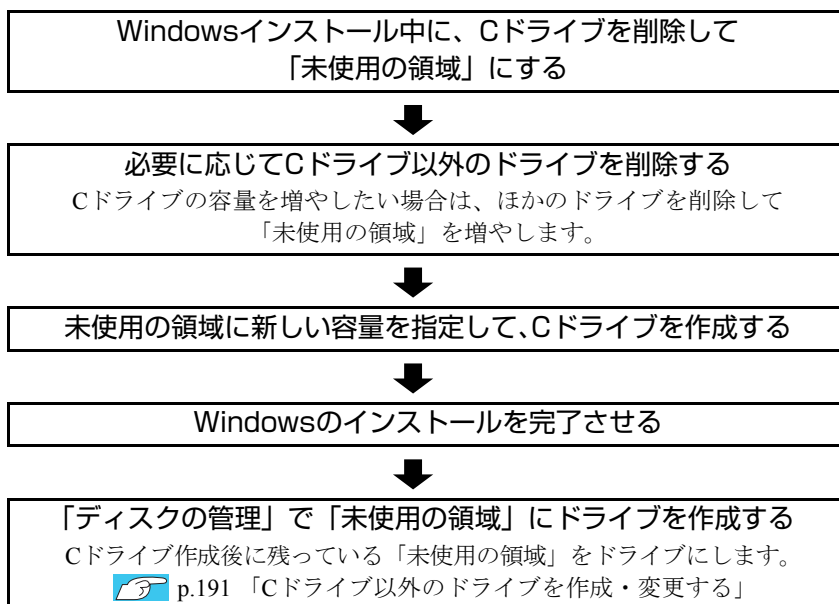 Windowsインストール中に、Cドライブを削除して
「未使用の領域」にする
必要に応じてCドライブ以外のドライブを削除する
Cドライブの容量を増やしたい場合は、ほかのドライブを削除して
「未使用の領域」を増やします。
未使用の領域に新しい容量を指定して、Cドライブを作成する
Windowsのインストールを完了させる
「ディスクの管理」で「未使用の領域」にドライブを作成する
Cドライブ作成後に残っている「未使用の領域」をドライブにします。
p.191 「Cドライブ以外のドライブを作成・変更する」